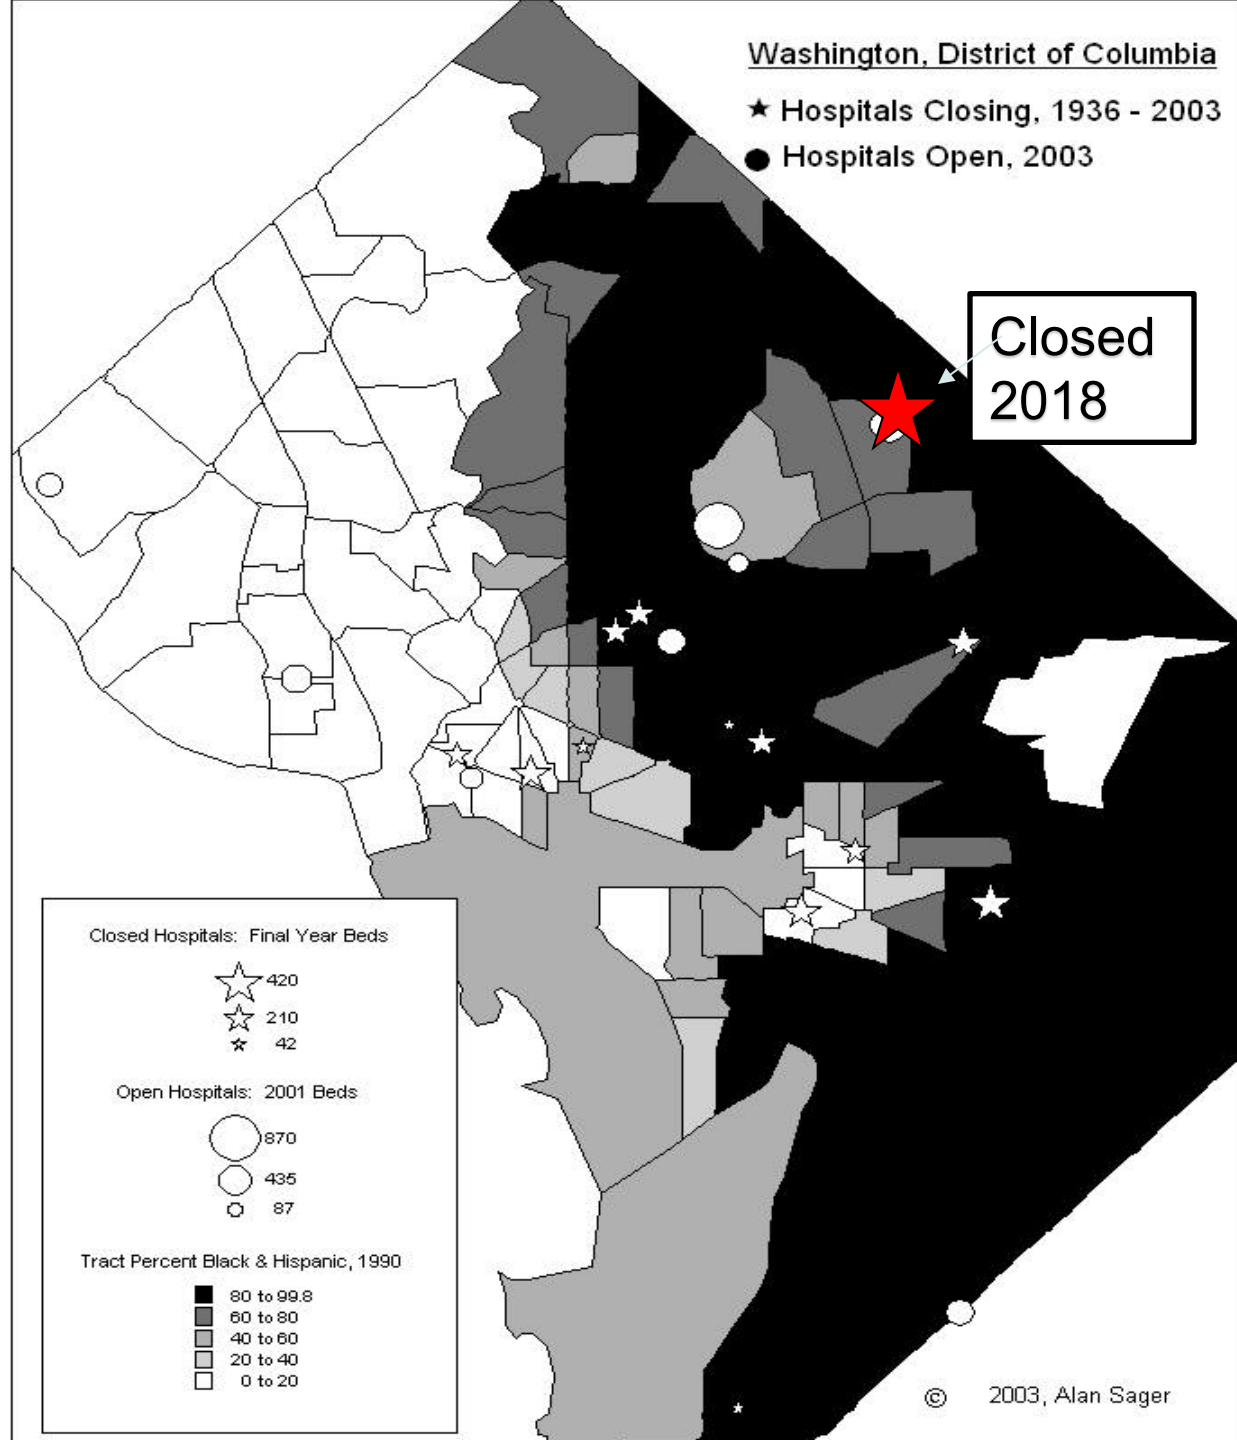 Washington, District of Columbia
Hospitals Closing, 1936 - 2003
Hospitals Open, 2003
Closed
2018
Closed Hospitals: Final Year Beds
420
210
42
Open Hospitals: 2001 Beds
870
435
87
Tract Percent Black & Hispanic, 1990
80 to 99.8
60 to 80
40 to 60
20 to 40
0 to 20
© 2003, Alan Sager